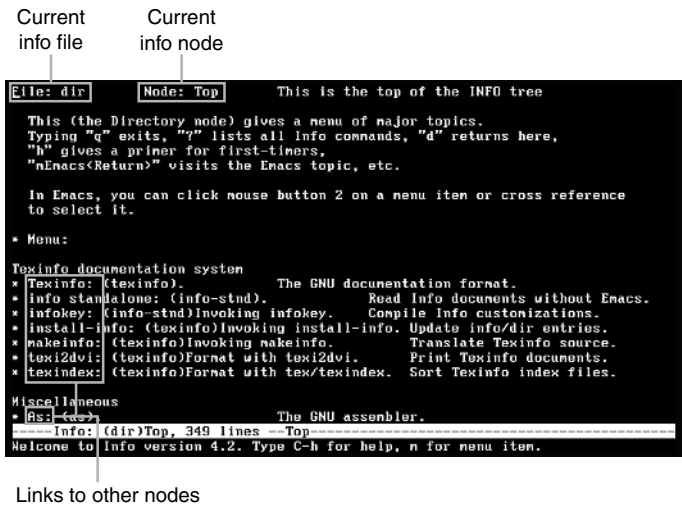 Current
info file
Current
info node
File: dir Node: Top This is the top of the INFO tree
This (the Directory node) gives a menu of major topics.
Typing "q" exits, "?" lists all Info commands, "d" returns here,
"h" gives a primer for first-timers,
"mEmacs<Return>" visits the Emacs topic, etc.
In Emacs, you can click mouse button 2 on a menu item or cross reference
to select it.
* Menu:
Texinfo documentation system
* Texinfo: (texinfo). The GNU documentation format.
* info standalone: (info-stnd). Read Info documents without Emacs.
* infokey: (info-stnd)Invoking infokey. Compile Info customizations.
* install-info: (texinfo)Invoking install-info. Update info/dir entries.
* makeinfo: (texinfo)Invoking makeinfo. Translate Texinfo source.
* texi2dvi: (texinfo)Format with texi2dvi. Print Texinfo documents.
* texindex: (texinfo)Format with tex/texindex. Sort Texinfo index files.
Miscellaneous
* As: (as). The GNU assembler.
-----Info: (dir)Top, 349 lines --Top-----
Welcome to Info version 4.2. Type C-h for help, m for menu item.
Links to other nodes